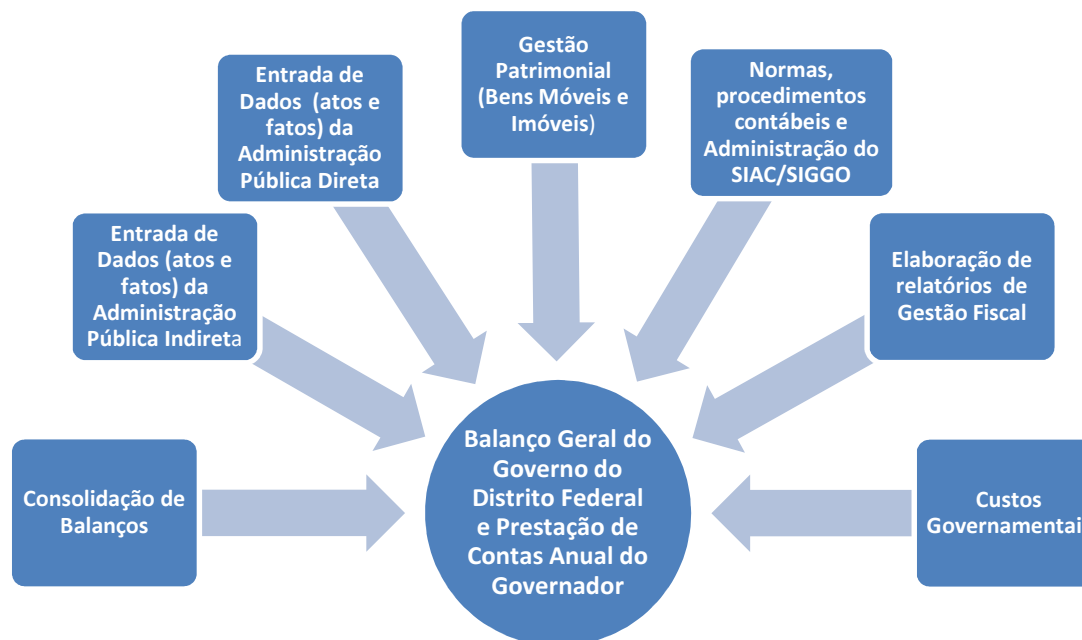 Gestão
Patrimonial
(Bens Móveis e
Imóveis)
Entrada de
Dados (atos e
fatos) da
Administração
Pública Direta
Normas,
procedimentos
contábeis e
Administração do
SIAC/SIGGO
Entrada de
Dados (atos e
fatos) da
Administração
Pública Indireta
Elaboração de
relatórios de
Gestão Fiscal
Consolidação de
Balanços
Balanço Geral do
Governo do
Distrito Federal
e Prestação de
Contas Anual do
Governador
Custos
Governamentai